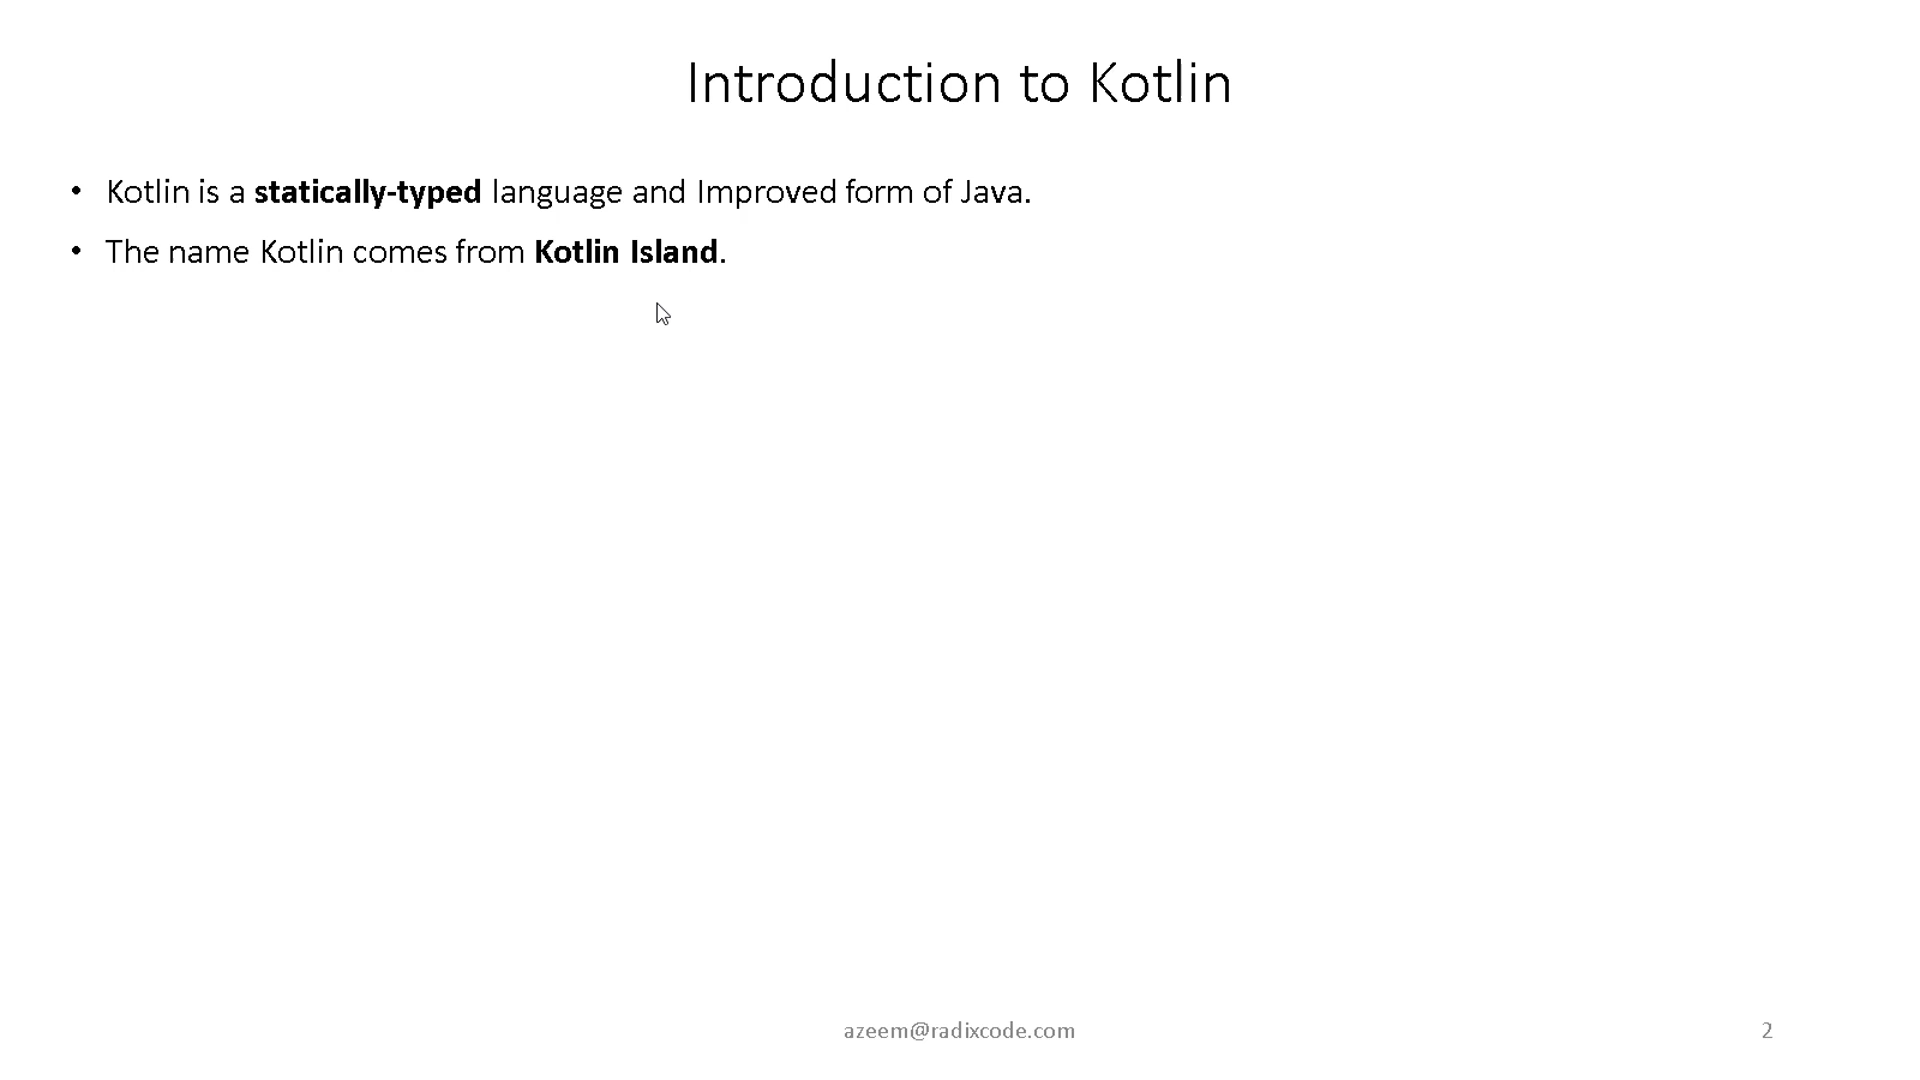 Introduction to Kotlin
• Kotlin is a statically-typed language and Improved form of Java.
• The name Kotlin comes from Kotlin Island.
azeem@radixcode.com
2